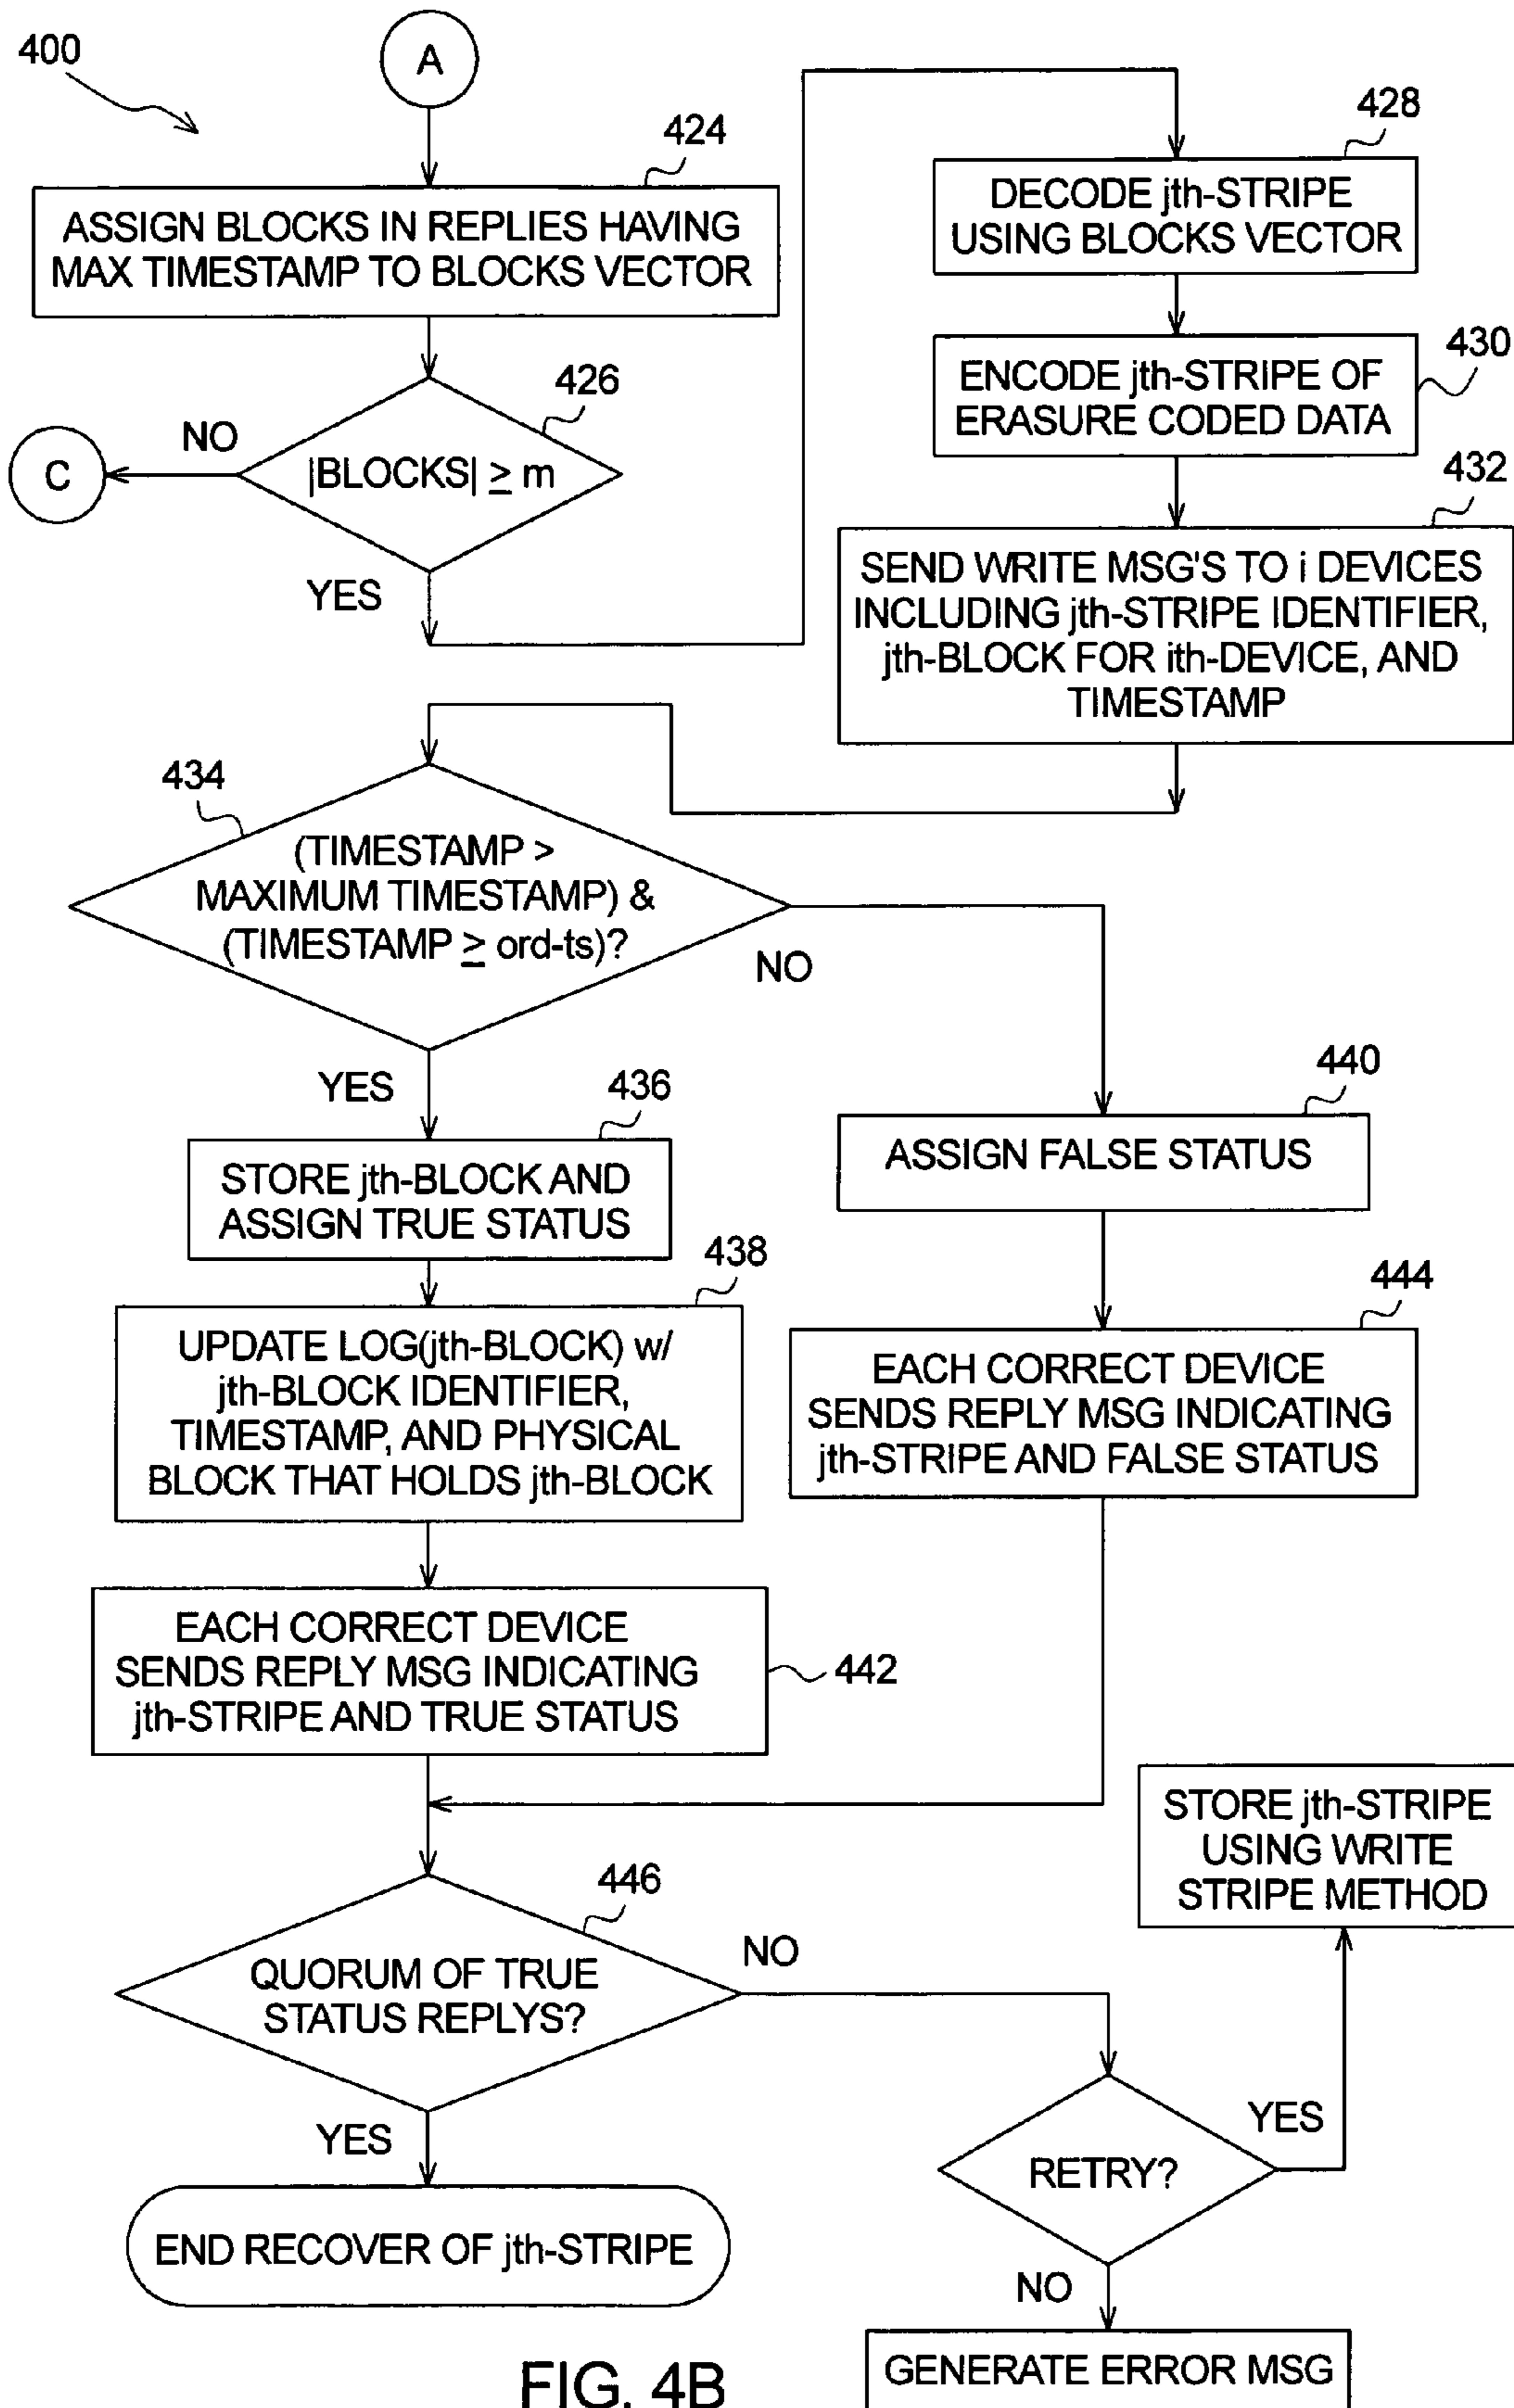 400
A
424
ASSIGN BLOCKS IN REPLIES HAVING
MAX TIMESTAMP TO BLOCKS VECTOR
426
|BLOCKS| ≥ m
NO
C
YES
428
DECODE jth-STRIPE
USING BLOCKS VECTOR
430
ENCODE jth-STRIPE OF
ERASURE CODED DATA
432
SEND WRITE MSG'S TO i DEVICES
INCLUDING jth-STRIPE IDENTIFIER,
jth-BLOCK FOR ith-DEVICE, AND
TIMESTAMP
434
(TIMESTAMP >
MAXIMUM TIMESTAMP) &
(TIMESTAMP ≥ ord-ts)?
NO
YES
436
STORE jth-BLOCK AND
ASSIGN TRUE STATUS
438
UPDATE LOG(jth-BLOCK) w/
jth-BLOCK IDENTIFIER,
TIMESTAMP, AND PHYSICAL
BLOCK THAT HOLDS jth-BLOCK
440
ASSIGN FALSE STATUS
444
EACH CORRECT DEVICE
SENDS REPLY MSG INDICATING
jth-STRIPE AND FALSE STATUS
EACH CORRECT DEVICE
SENDS REPLY MSG INDICATING
jth-STRIPE AND TRUE STATUS
442
446
QUORUM OF TRUE
STATUS REPLYS?
NO
YES
END RECOVER OF jth-STRIPE
STORE jth-STRIPE
USING WRITE
STRIPE METHOD
RETRY?
YES
NO
GENERATE ERROR MSG
FIG. 4B